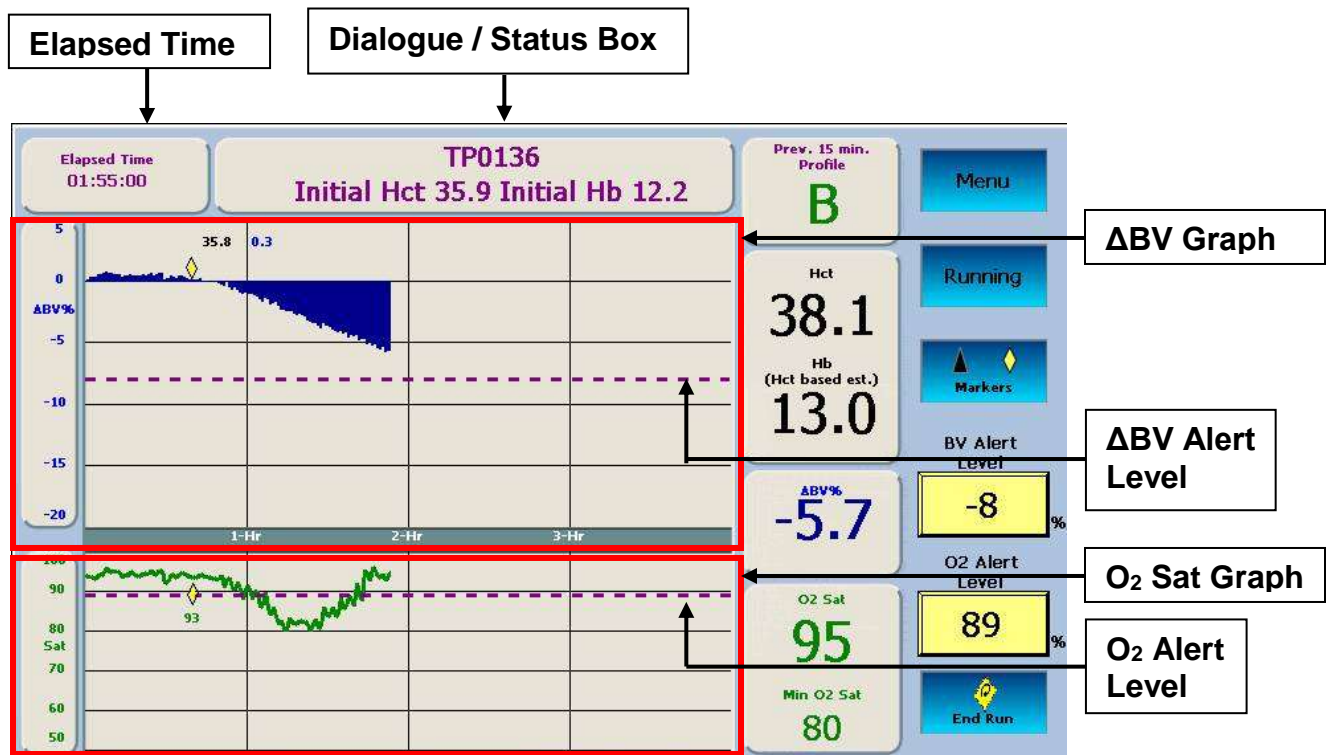 Elapsed Time
Dialogue / Status Box
Elapsed Time
01:55:00
TP0136
Initial Hct 35.9 Initial Hb 12.2
Prev. 15 min.
Profile
B
Menu
5
0
ΔBV%
-5
-10
-15
-20
35.8 0.3
1-Hr 2-Hr 3-Hr
Hct
38.1
Hb
(Hct based est.)
13.0
ΔBV%
-5.7
Running
Markers
BV Alert
Level
-8 %
O2 Alert
Level
89 %
End Run
100
90
80
Sat
70
60
50
93
O2 Sat
95
Min O2 Sat
80
ΔBV Graph
ΔBV Alert
Level
O2 Sat Graph
O2 Alert
Level